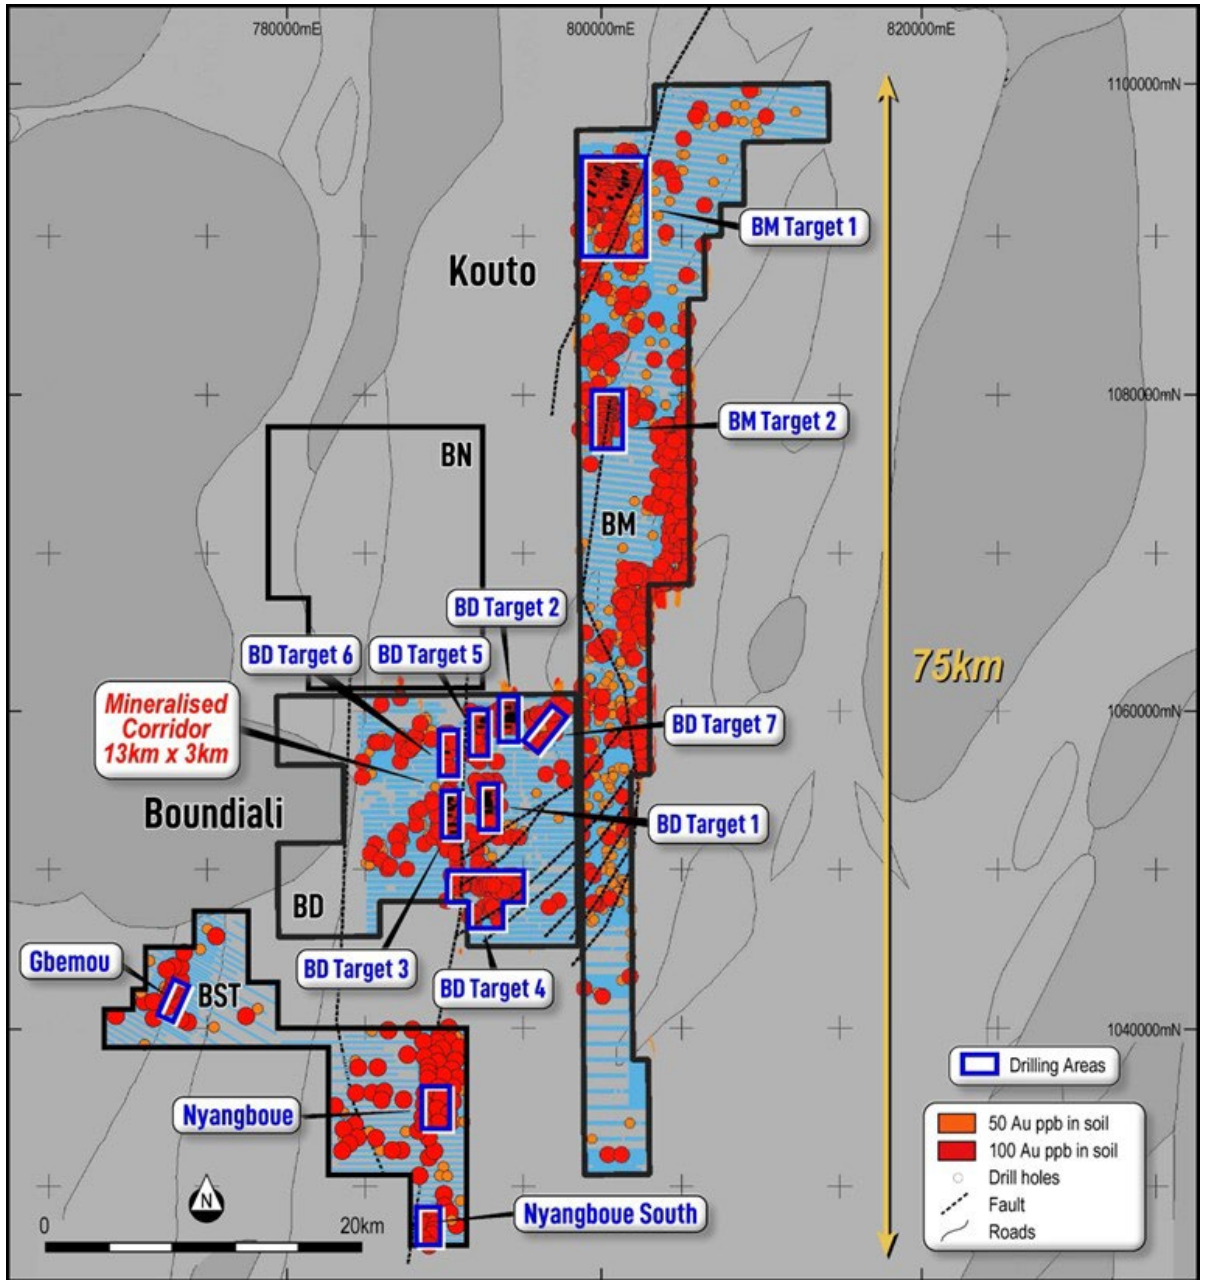 780000mE
800000mE
820000mE
1100000mN
BM Target 1
Kouto
1080000mN
BM Target 2
BN
BM
BD Target 2
BD Target 6
BD Target 5
75km
Mineralised
Corridor
13km x 3km
1060000mN
BD Target 7
Boundiali
BD Target 1
BD
Gbemou
BD Target 3
BD Target 4
BST
1040000mN
Drilling Areas
Nyangboue
50 Au ppb in soil
100 Au ppb in soil
Drill holes
Fault
Roads
N
Nyangboue South
0
20km